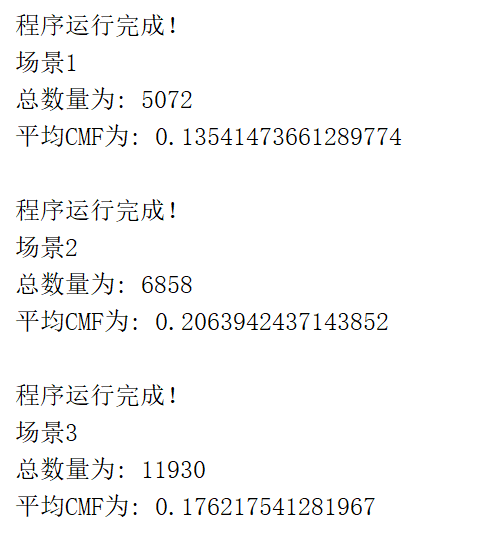 程序运行完成！
场景1
总数量为: 5072
平均CMF为: 0.13541473661289774
程序运行完成！
场景2
总数量为: 6858
平均CMF为: 0.2063942437143852
程序运行完成！
场景3
总数量为: 11930
平均CMF为: 0.176217541281967